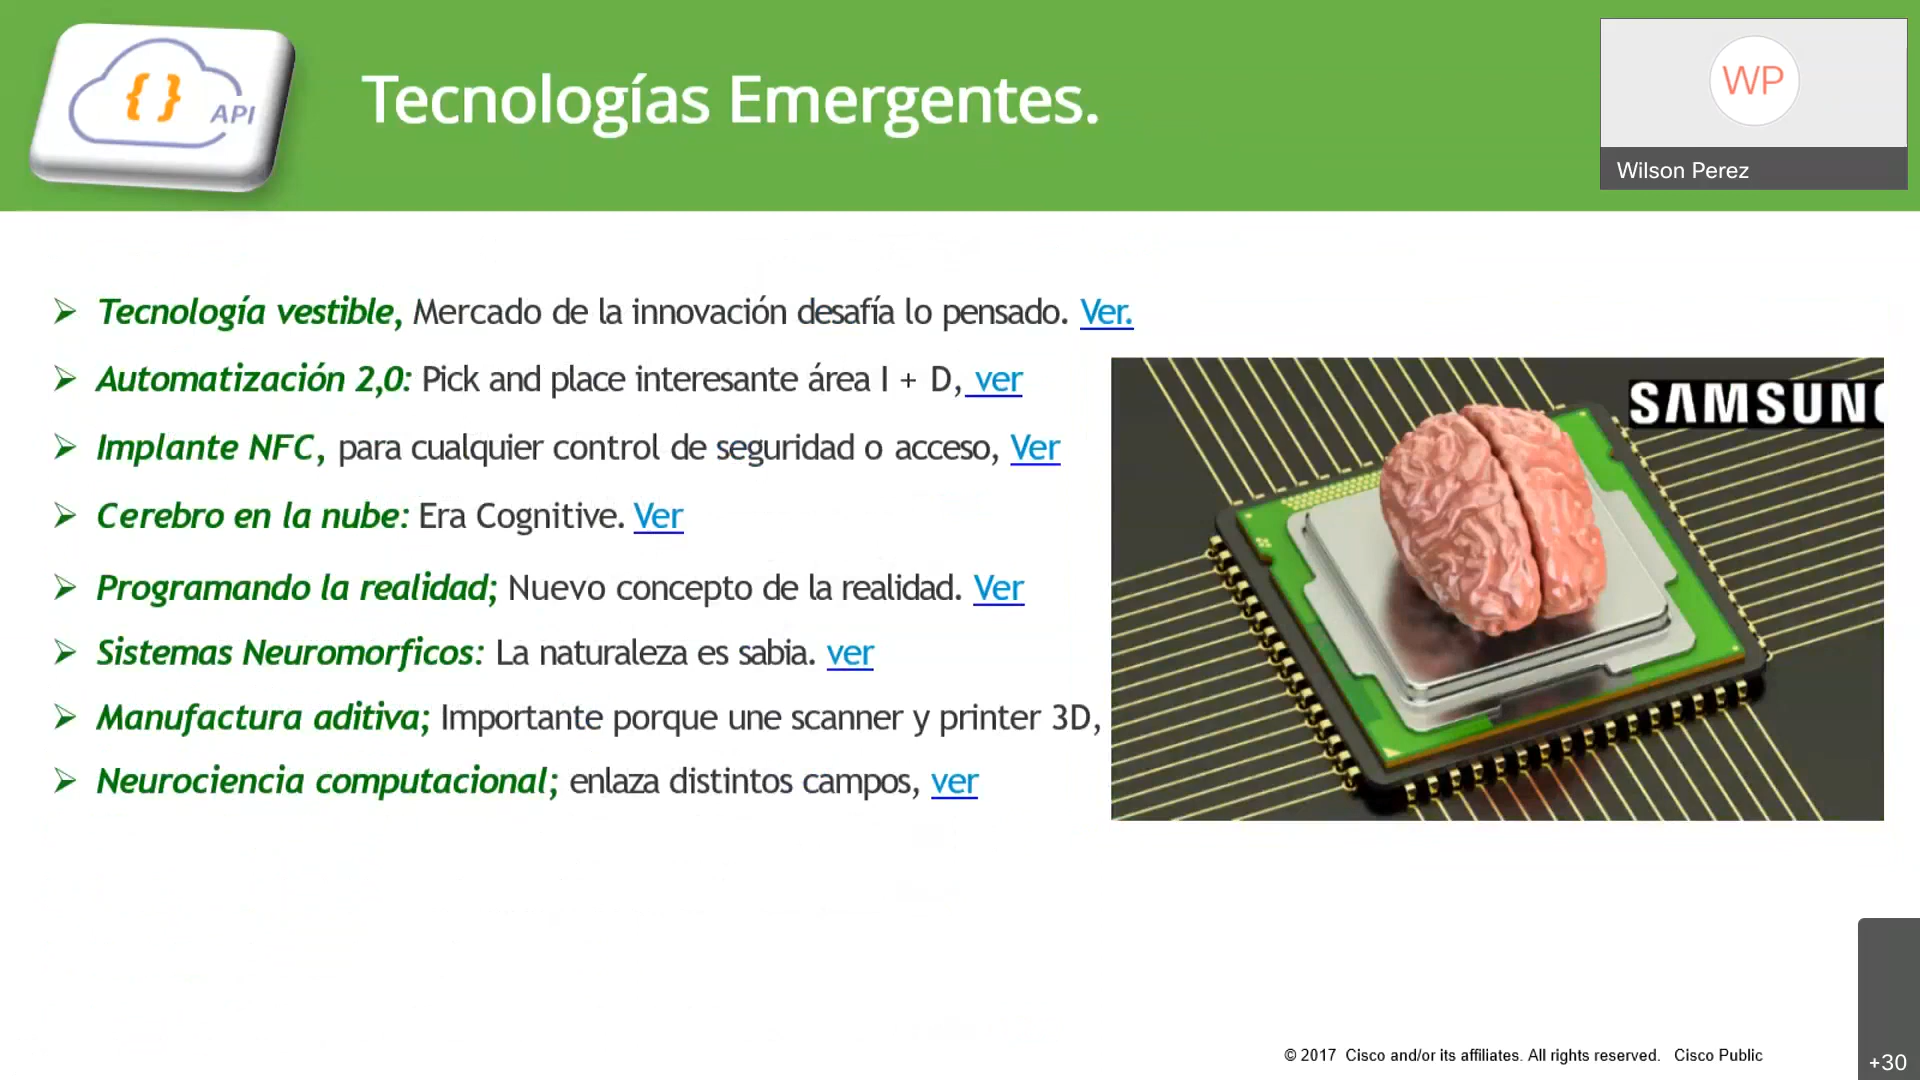 { } API
Tecnologías Emergentes.
WP
Wilson Perez
Tecnología vestible, Mercado de la innovación desafía lo pensado. Ver.
Automatización 2,0: Pick and place interesante área I + D, ver
Implante NFC, para cualquier control de seguridad o acceso, Ver
Cerebro en la nube: Era Cognitive. Ver
Programando la realidad; Nuevo concepto de la realidad. Ver
Sistemas Neuromorficos: La naturaleza es sabia. ver
Manufactura aditiva; Importante porque une scanner y printer 3D,
Neurociencia computacional; enlaza distintos campos, ver
SAMSUN
© 2017 Cisco and/or its affiliates. All rights reserved. Cisco Public
+30